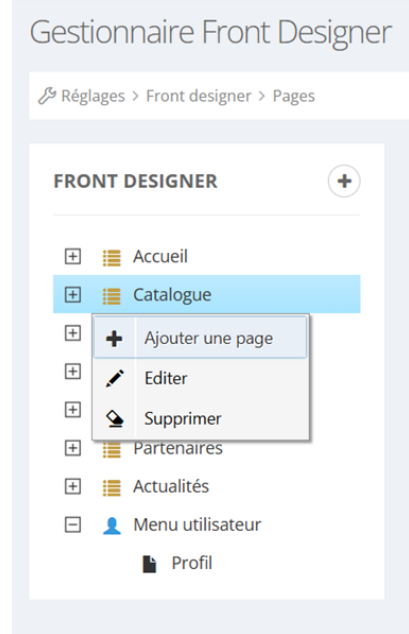 Gestionnaire Front Designer
Réglages > Front designer > Pages
FRONT DESIGNER
Accueil
Catalogue
Ajouter une page
Editer
Supprimer
Partenaires
Actualités
Menu utilisateur
Profil